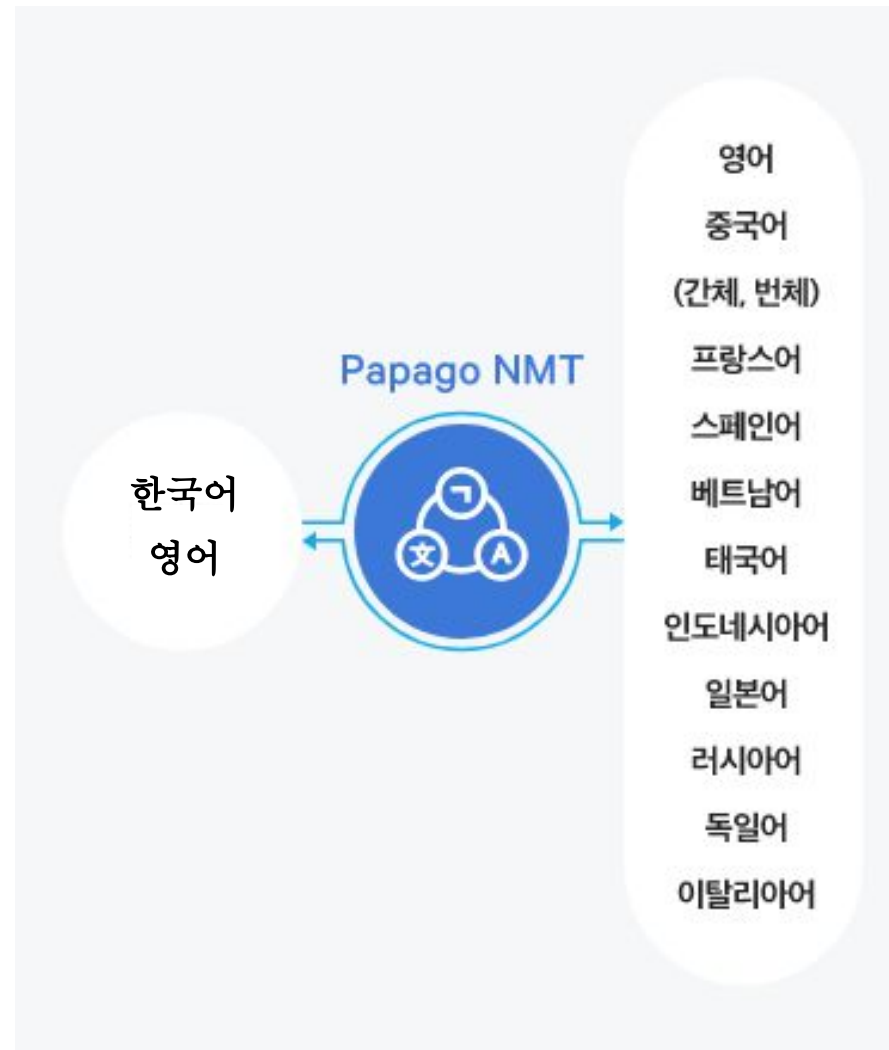 Papago NMT
한국어
영어
ㄱ
文
A
영어
중국어
(간체, 번체)
프랑스어
스페인어
베트남어
태국어
인도네시아어
일본어
러시아어
독일어
이탈리아어